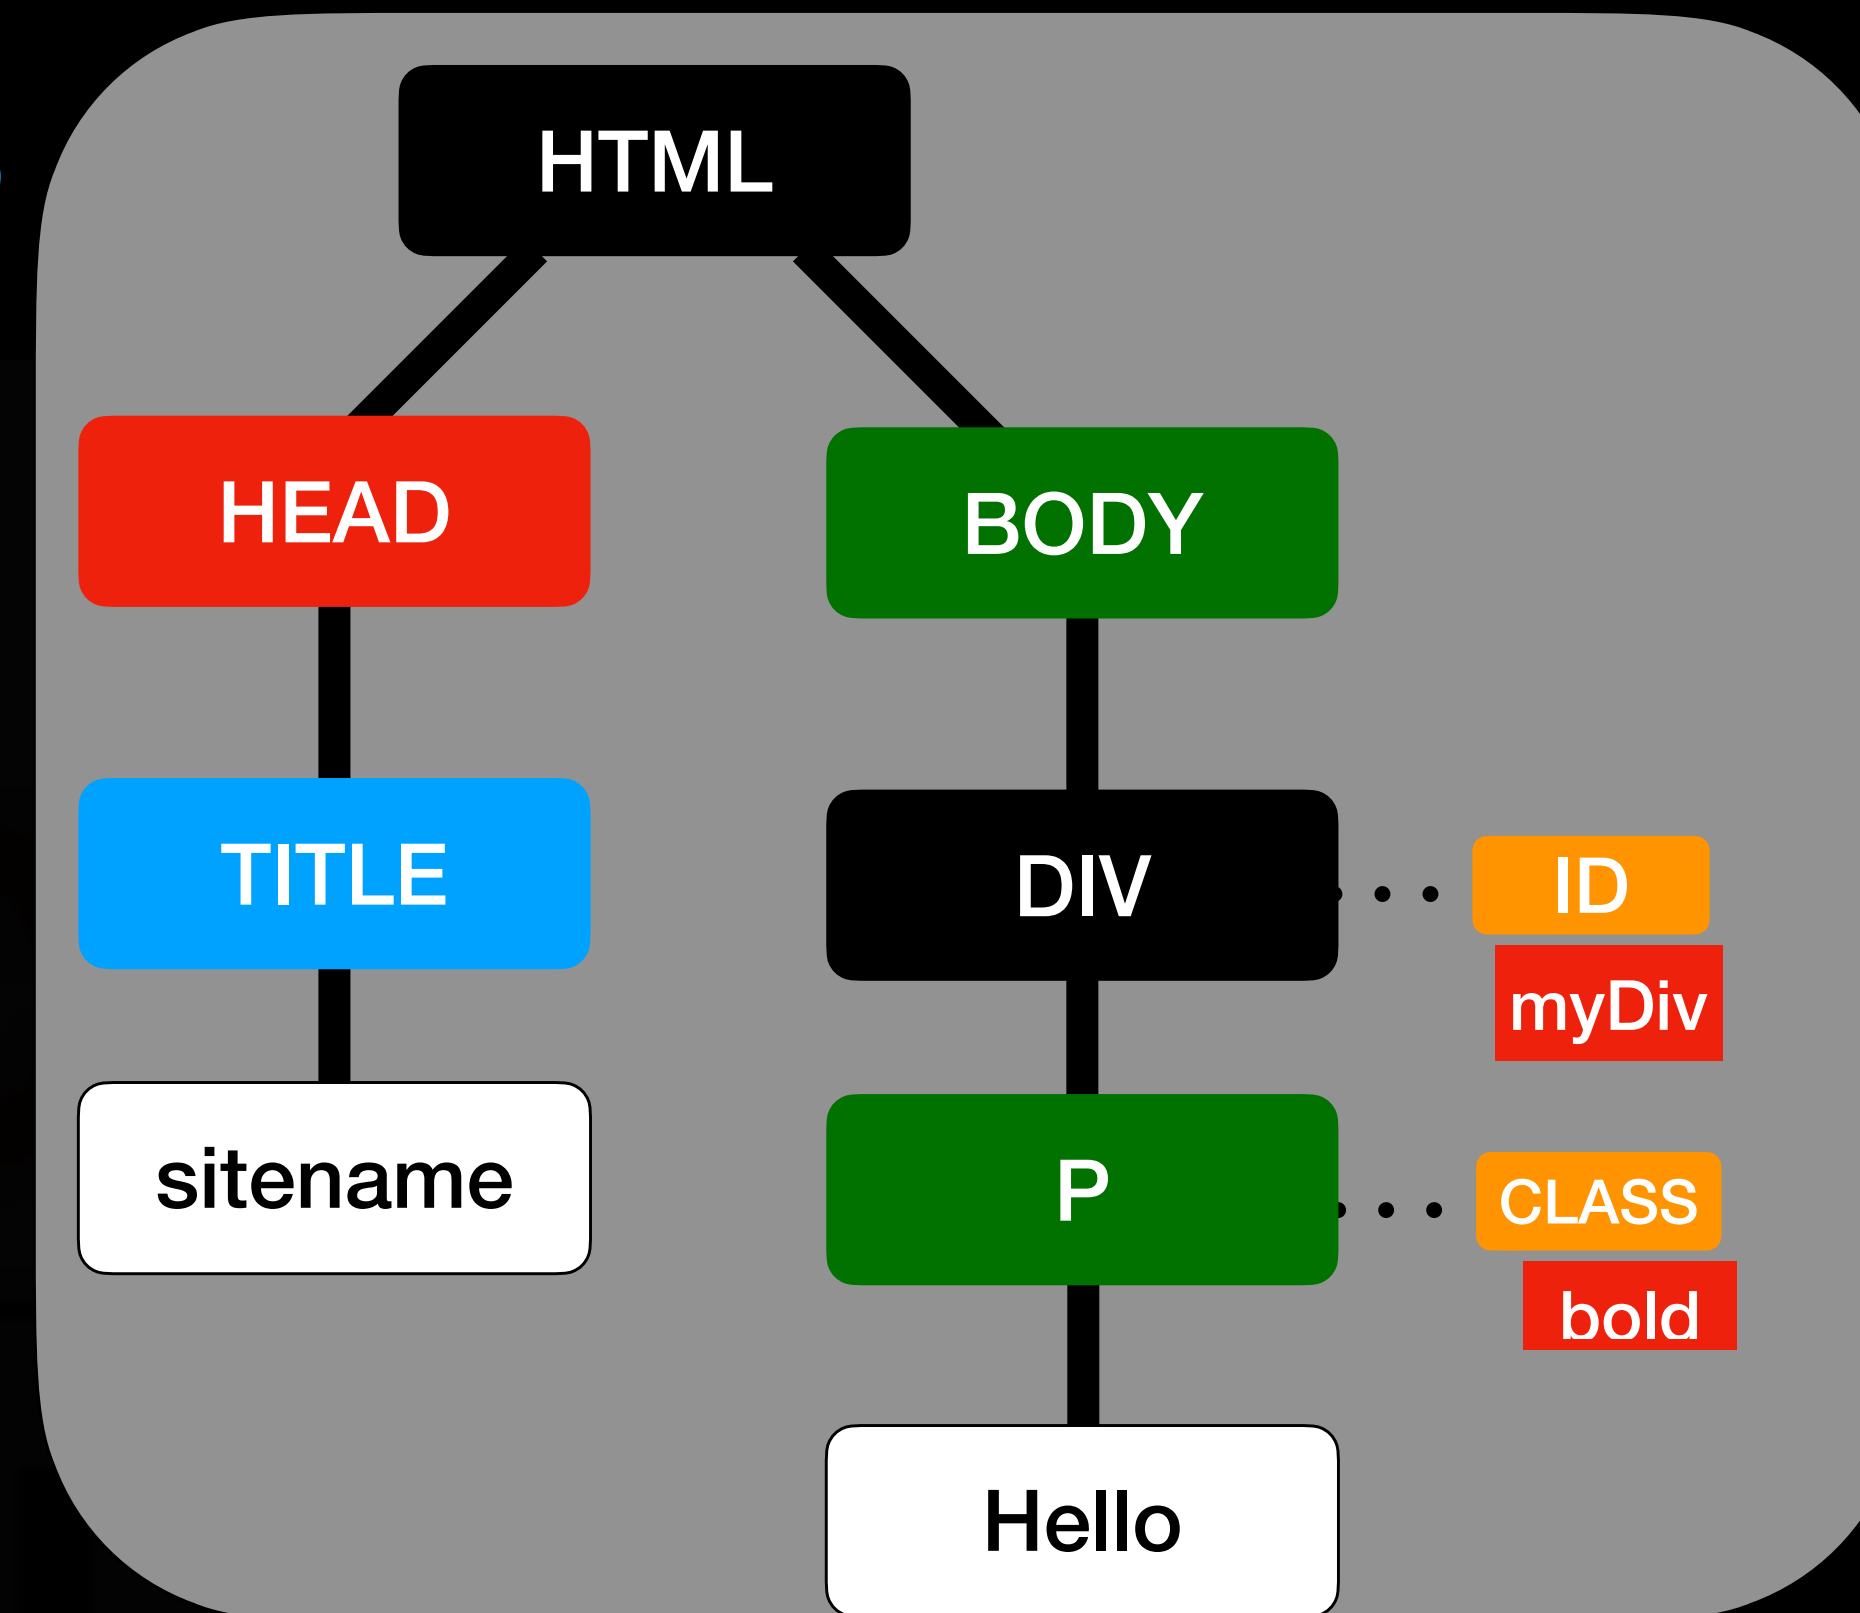 HTML
HEAD
BODY
TITLE
DIV
ID
myDiv
sitename
P
CLASS
bold
Hello